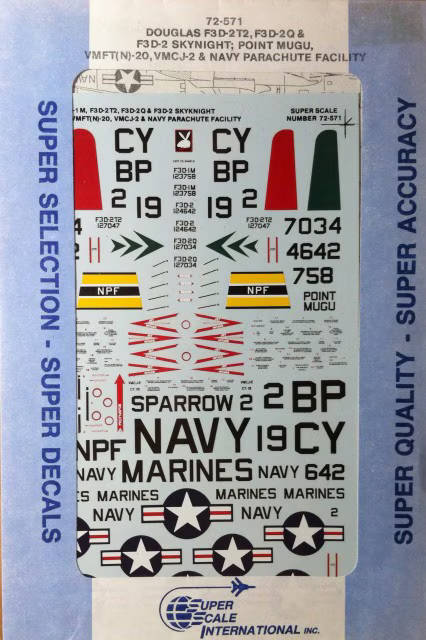 72-571
DOUGLAS F3D-2T2, F3D-2Q &
F3D-2 SKYNIGHT; POINT MUGU,
VMFT(N)-20, VMCJ-2 & NAVY PARACHUTE FACILITY
SUPER SELECTION - SUPER DECALS
SUPER QUALITY - SUPER ACCURACY
-1M, F3D-2T2, F3D-2Q & F3D-2 SKYKNIGHT
VMFT(N)-20, VMCJ-2 & NAVY PARACHUTE FACILITY
SUPER SCALE
NUMBER 72-571
CY CY
BP BP
2 19 19 2
F3D-1M
123758
F3D-1M
123758
F3D-2
124642
F3D-2
124642
F3D-2Q
127034
F3D-2Q
127034
F3D-2T2
127047
F3D-2T2
127047
7034
4642
758
NPF NPF
POINT
MUGU
SPARROW 2 2 BP
NPF NAVY 19 CY
NAVY MARINES NAVY 642
ES MARINES MARINES MARINES
NAVY NAVY 2
SUPER
SCALE
INTERNATIONAL INC.